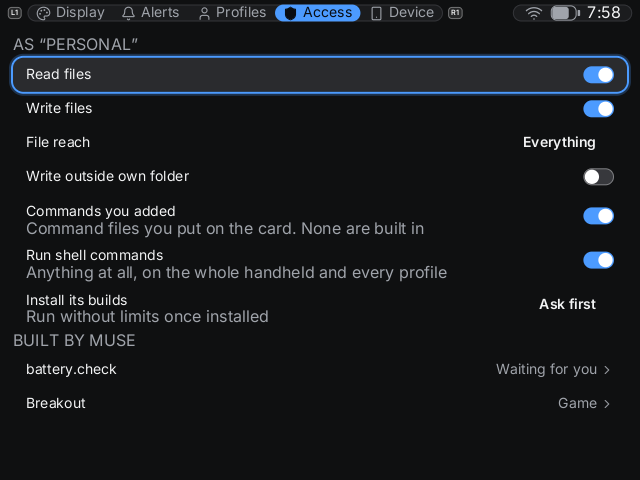 L1 Display Alerts Profiles Access Device R1 7:58
AS “PERSONAL”
Read files
Write files
File reach Everything
Write outside own folder
Commands you added
Command files you put on the card. None are built in
Run shell commands
Anything at all, on the whole handheld and every profile
Install its builds Ask first
Run without limits once installed
BUILT BY MUSE
battery.check Waiting for you
Breakout Game